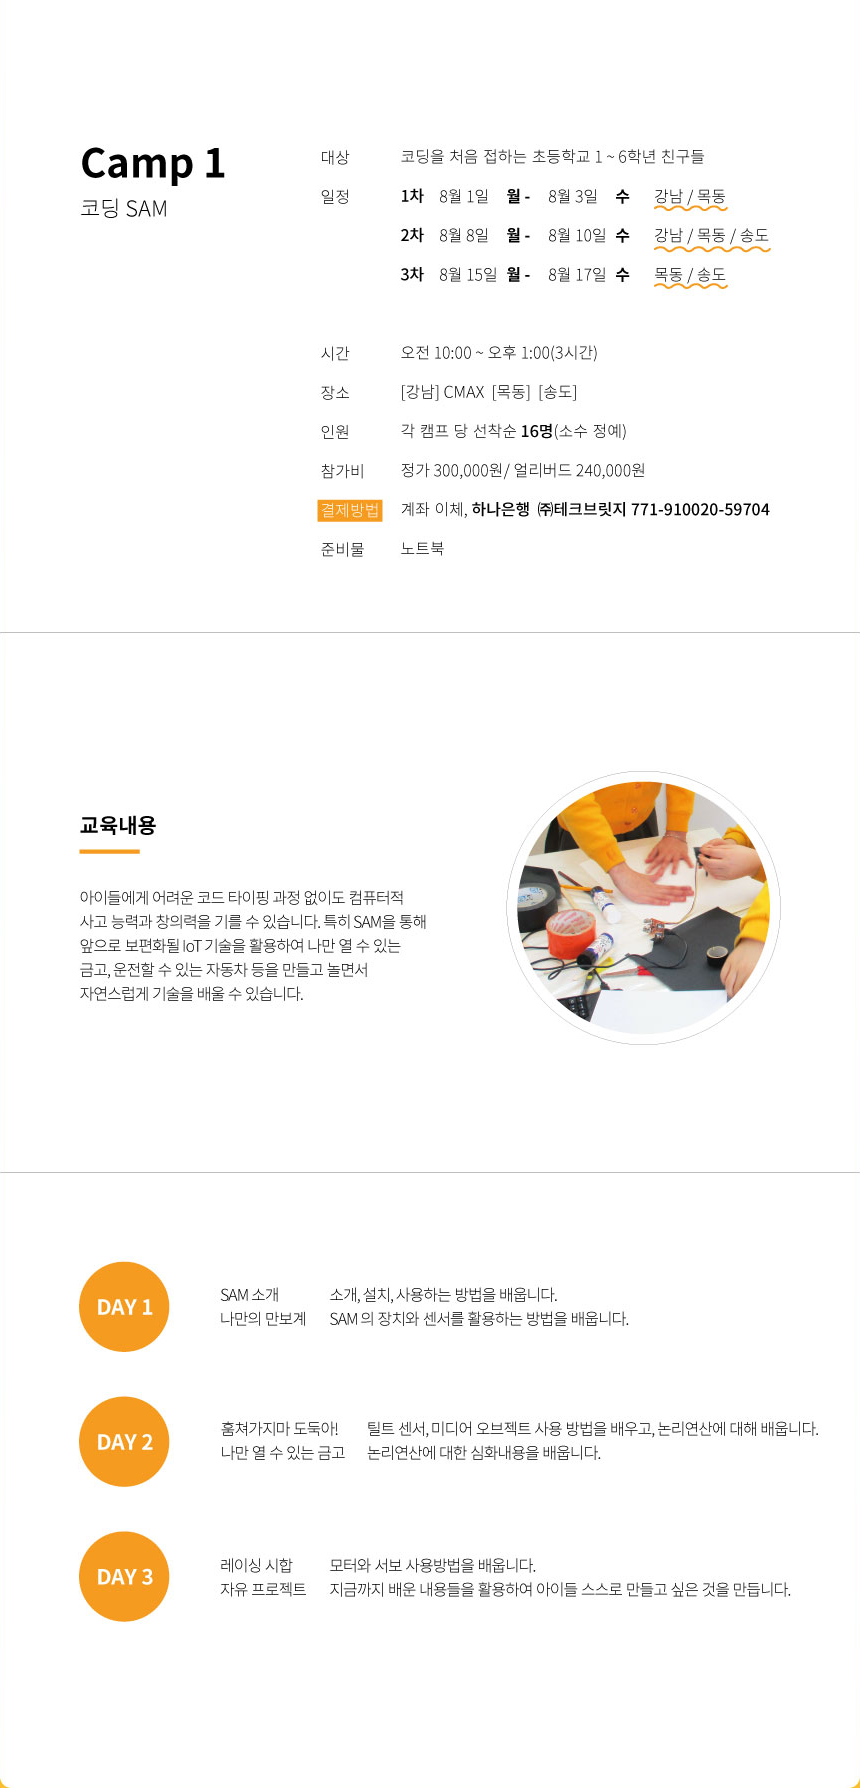 Camp 1
코딩 SAM
대상 코딩을 처음 접하는 초등학교 1 ~ 6학년 친구들
일정 1차 8월 1일 월 - 8월 3일 수 강남 / 목동
2차 8월 8일 월 - 8월 10일 수 강남 / 목동 / 송도
3차 8월 15일 월 - 8월 17일 수 목동 / 송도
시간 오전 10:00 ~ 오후 1:00(3시간)
장소 [강남] CMAX [목동] [송도]
인원 각 캠프 당 선착순 16명(소수 정예)
참가비 정가 300,000원/ 얼리버드 240,000원
결제방법 계좌 이체, 하나은행 ㈜테크브릿지 771-910020-59704
준비물 노트북
교육내용
아이들에게 어려운 코드 타이핑 과정 없이도 컴퓨터적
사고 능력과 창의력을 기를 수 있습니다. 특히 SAM을 통해
앞으로 보편화될 IoT 기술을 활용하여 나만 열 수 있는
금고, 운전할 수 있는 자동차 등을 만들고 놀면서
자연스럽게 기술을 배울 수 있습니다.
DAY 1
SAM 소개 소개, 설치, 사용하는 방법을 배웁니다.
나만의 만보계 SAM 의 장치와 센서를 활용하는 방법을 배웁니다.
DAY 2
훔쳐가지마 도둑아! 틸트 센서, 미디어 오브젝트 사용 방법을 배우고, 논리연산에 대해 배웁니다.
나만 열 수 있는 금고 논리연산에 대한 심화내용을 배웁니다.
DAY 3
레이싱 시합 모터와 서보 사용방법을 배웁니다.
자유 프로젝트 지금까지 배운 내용들을 활용하여 아이들 스스로 만들고 싶은 것을 만듭니다.